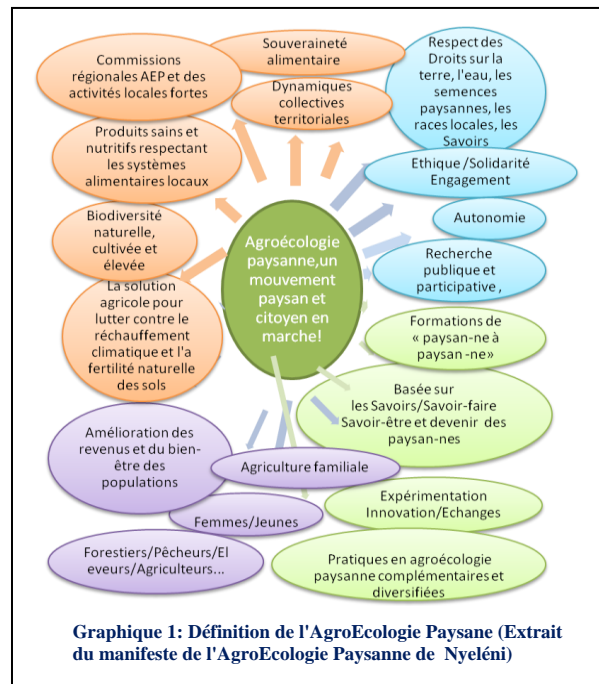 Commissions
régionales AEP et des
activités locales fortes
Souveraineté
alimentaire
Dynamiques
collectives
territoriales
Respect des
Droits sur la
terre, l'eau, les
semences
paysannes, les
races locales, les
Savoirs
Produits sains et
nutritifs respectant
les systèmes
alimentaires locaux
Ethique /Solidarité
Engagement
Biodiversité
naturelle,
cultivée et
élevée
Autonomie
Agroécologie
paysanne,un
mouvement
paysan et
citoyen en
marche!
Recherche
publique et
participative ,
La solution
agricole pour
lutter contre le
réchauffement
climatique et l'a
fertilité naturelle
des sols
Formations de
« paysan-ne à
paysan -ne»
Basée sur
les Savoirs/Savoir-faire
Savoir-être et devenir des
paysan-nes
Amélioration des
revenus et du bien-
être des
populations
Agriculture familiale
Femmes/Jeunes
Expérimentation
Innovation/Echanges
Forestiers/Pêcheurs/El
eveurs/Agriculteurs...
Pratiques en agroécologie
paysanne complémentaires et
diversifiées
Graphique 1: Définition de l'AgroEcologie Paysane (Extrait
du manifeste de l'AgroEcologie Paysanne de Nyeléni)